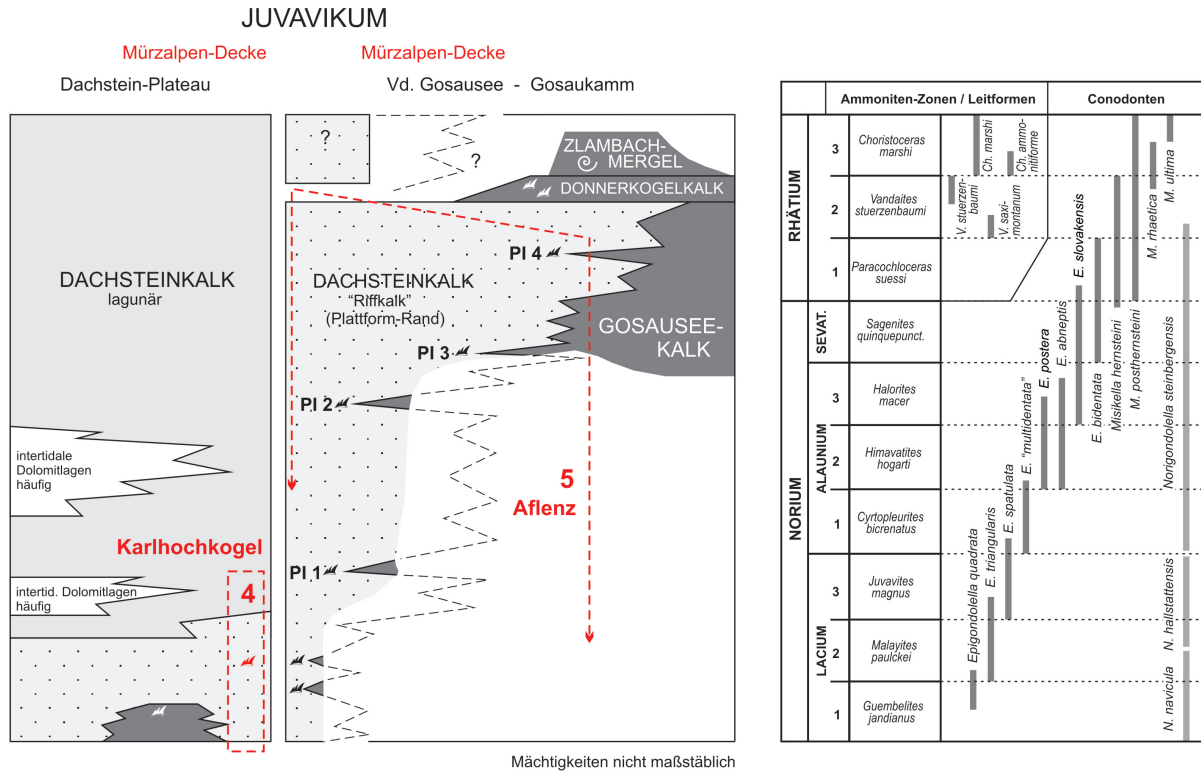 JUVAVIKUM
Mürzalpen-Decke
Mürzalpen-Decke
Dachstein-Plateau
Vd. Gosausee - Gosaukamm
?
?
ZLAMBACH-
MERGEL
DONNERKOGELKALK
PI 4
DACHSTEINKALK
lagunär
DACHSTEINKALK
"RIffkalk"
(Plattform-Rand)
GOSAUSEE-
KALK
PI 3
PI 2
intertidale
Dolomitlagen
häufig
5
Aflenz
Karlhochkogel
PI 1
intertid. Dolomitlagen
häufig
4
Mächtigkeiten nicht maßstäblich
Ammoniten-Zonen / Leitformen
Conodonten
RHÄTIUM
3
Choristoceras
marshi
Ch. marshi
Ch. ammo-
nitiforme
2
Vandaites
stuerzenbaumi
V. stuerzen-
baumi
V. saxi-
montanum
1
Paracochloceras
suessi
NORIUM
SEVAT.
Sagenites
quinquepunct.
ALAUNIUM
3
Halorites
macer
2
Himavatites
hogarti
1
Cyrtopleurites
bicrenatus
LACIUM
3
Juvavites
magnus
2
Malayites
paulckei
1
Guembelites
jandianus
Epigondolella quadrata
E. triangularis
E. spatulata
E. "multidentata"
E. postera
E. abneptis
E. slovakensis
E. bidentata
Misikella hernsteini
M. posthernsteini
M. rhaetica
M. ultima
Norigondolella steinbergensis
N. hallstattensis
N. navicula